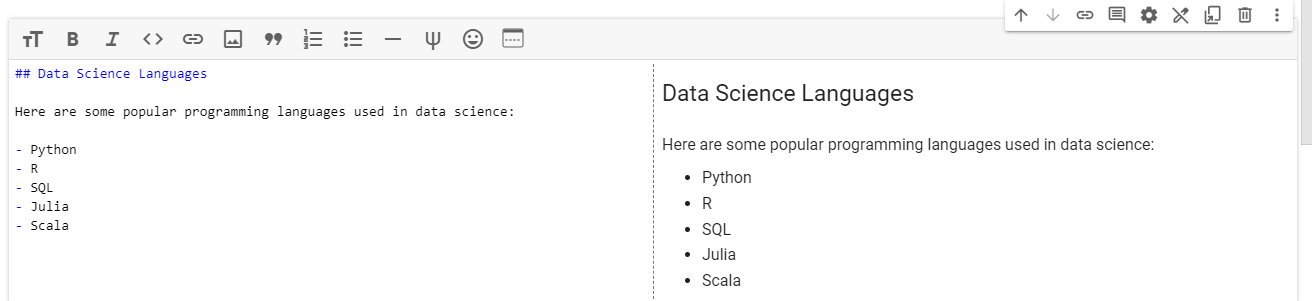 ## Data Science Languages
Here are some popular programming languages used in data science:
- Python
- R
- SQL
- Julia
- Scala
Data Science Languages
Here are some popular programming languages used in data science:
• Python
• R
• SQL
• Julia
• Scala